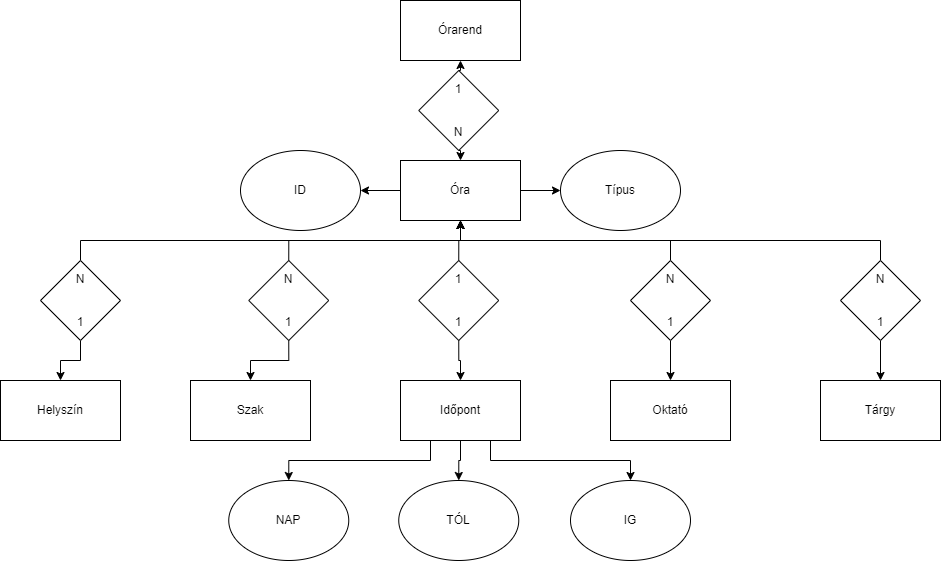 Órarend
1
N
ID
Óra
Típus
N
N
1
N
N
1
1
1
1
1
Helyszín
Szak
Időpont
Oktató
Tárgy
NAP
TÓL
IG